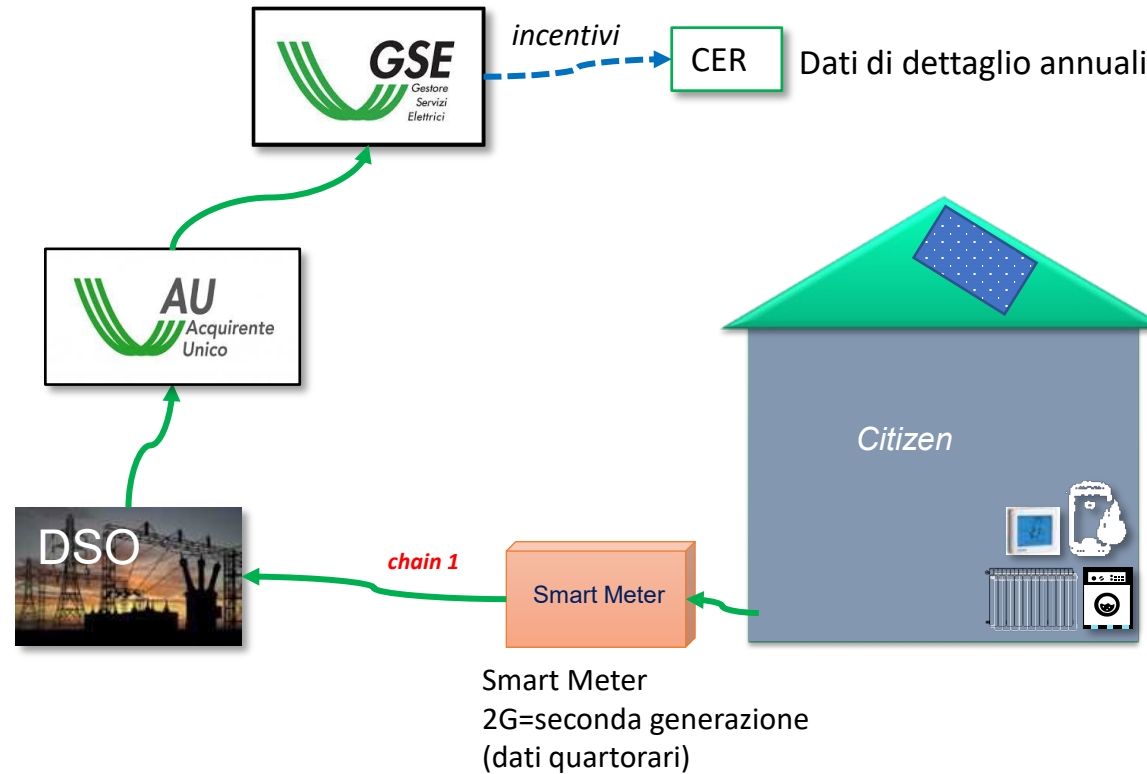 GSE
Gestore
Servizi
Elettrici
incentivi
CER
Dati di dettaglio annuali
AU
Acquirente
Unico
Citizen
DSO
chain 1
Smart Meter
Smart Meter
2G=seconda generazione
(dati quartorari)